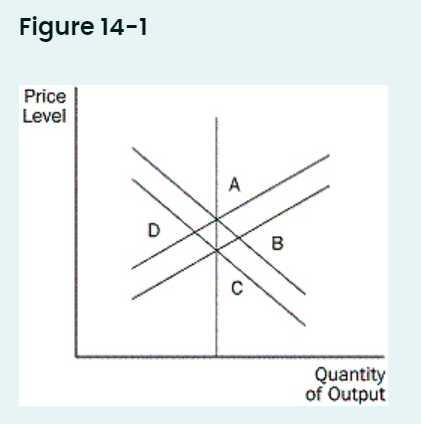 Figure 14-1
Price
Level
A
D
B
C
Quantity
of Output